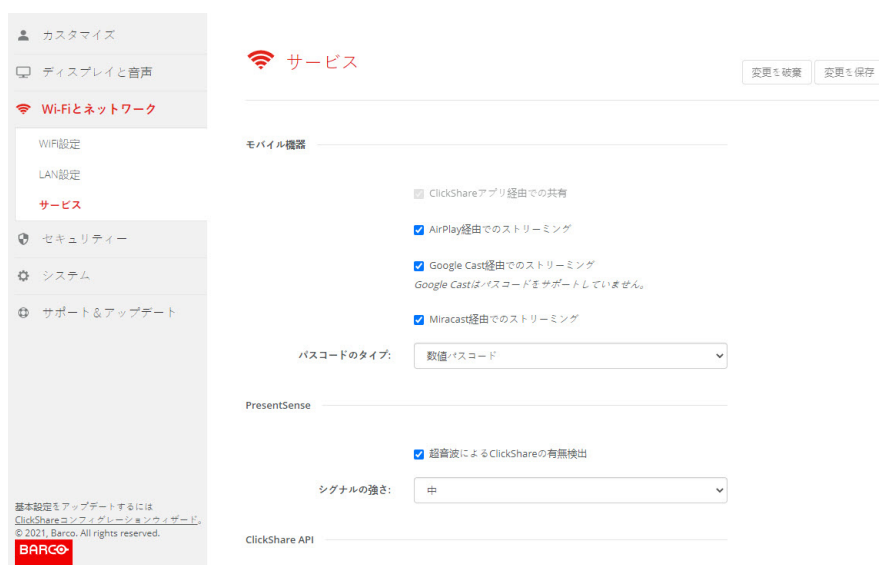 カスタマイズ
ディスプレイと音声
Wi-Fiとネットワーク
WiFi設定
LAN設定
サービス
セキュリティー
システム
サポート＆アップデート
基本設定をアップデートするには
ClickShareコンフィグレーションウィザード。
© 2021, Barco. All rights reserved.
BARCO
サービス
変更を破棄 変更を保存
モバイル機器
ClickShareアプリ経由での共有
AirPlay経由でのストリーミング
Google Cast経由でのストリーミング
Google Castはパスコードをサポートしていません。
Miracast経由でのストリーミング
パスコードのタイプ: 数値パスコード
PresentSense
超音波によるClickShareの有無検出
シグナルの強さ: 中
ClickShare API